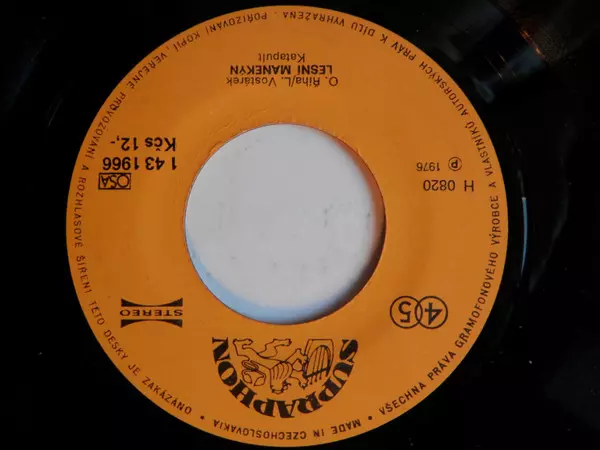 SUPRAPHON
STEREO
45
OSA
1 43 1966
Kčs 12,-
H 0820
Ⓟ 1976
LESNÍ MANEKÝN
O. Říha/L. Vostárek
Katapult
MADE IN CZECHOSLOVAKIA • VŠECHNA PRÁVA GRAMOFONOVÉHO VÝROBCE A VLASTNÍKŮ AUTORSKÝCH PRÁV K DÍLU VYHRAZENA. POŘIZOVÁNÍ KOPIÍ, VEŘEJNÉ PROVOZOVÁNÍ A ROZHLASOVÉ ŠÍŘENÍ TÉTO DESKY JE ZAKÁZÁNO •